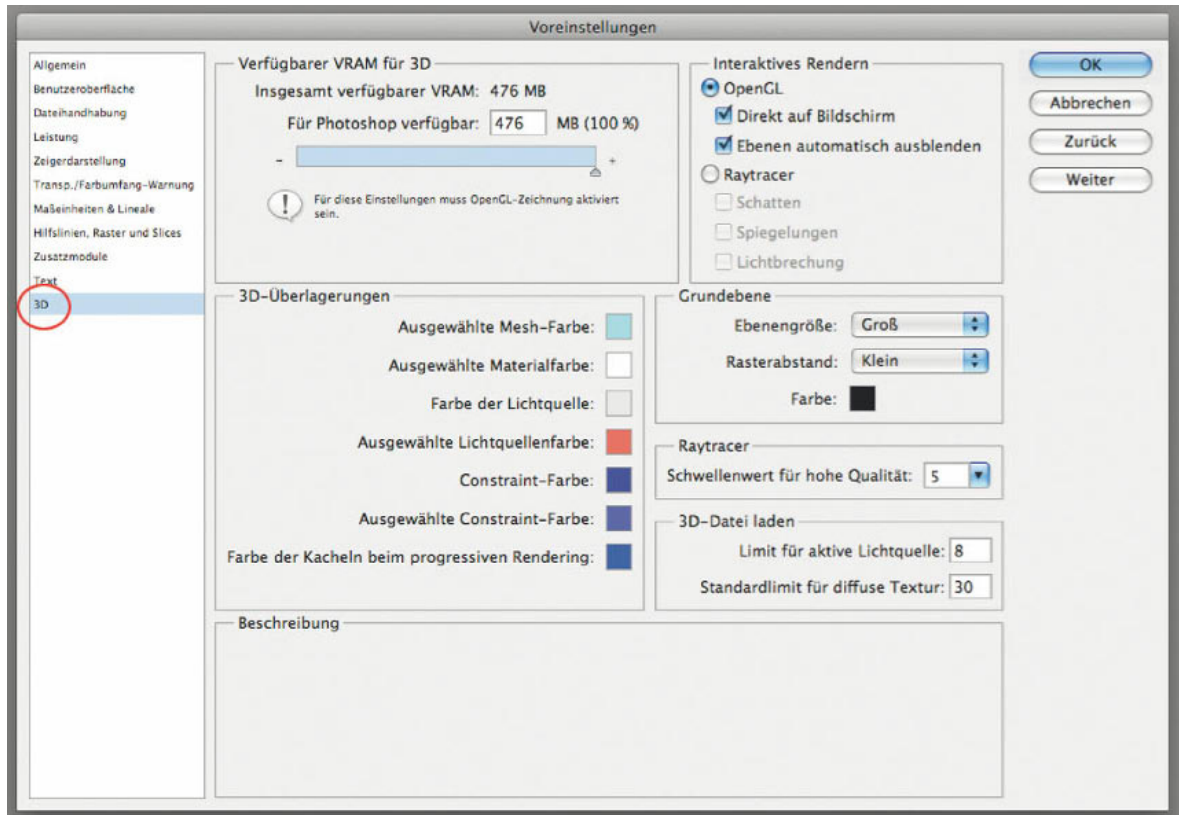 Voreinstellungen
Allgemein
Benutzeroberfläche
Dateihandhabung
Leistung
Zeigerdarstellung
Transp./Farbumfang-Warnung
Maßeinheiten & Lineale
Hilfslinien, Raster und Slices
Zusatzmodule
Text
3D
Verfügbarer VRAM für 3D
Insgesamt verfügbarer VRAM: 476 MB
Für Photoshop verfügbar: 476 MB (100 %)
- +
Für diese Einstellungen muss OpenGL-Zeichnung aktiviert
sein.
Interaktives Rendern
OpenGL
Direkt auf Bildschirm
Ebenen automatisch ausblenden
Raytracer
Schatten
Spiegelungen
Lichtbrechung
OK
Abbrechen
Zurück
Weiter
3D-Überlagerungen
Ausgewählte Mesh-Farbe:
Ausgewählte Materialfarbe:
Farbe der Lichtquelle:
Ausgewählte Lichtquellenfarbe:
Constraint-Farbe:
Ausgewählte Constraint-Farbe:
Farbe der Kacheln beim progressiven Rendering:
Grundebene
Ebenengröße: Groß
Rasterabstand: Klein
Farbe:
Raytracer
Schwellenwert für hohe Qualität: 5
3D-Datei laden
Limit für aktive Lichtquelle: 8
Standardlimit für diffuse Textur: 30
Beschreibung